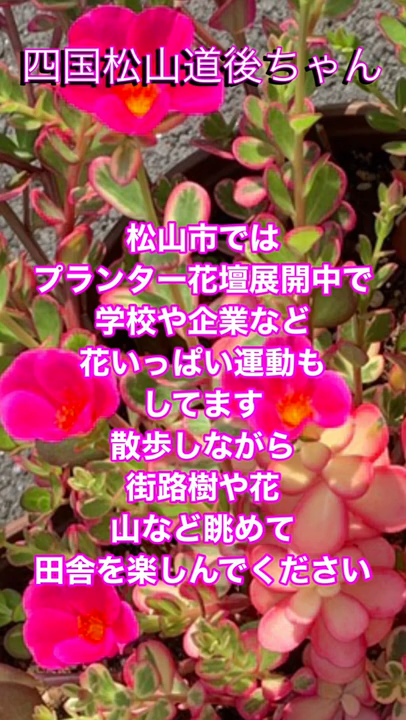 四国松山道後ちゃん
松山市では
プランター花壇展開中で
学校や企業など
花いっぱい運動も
してます
散歩しながら
街路樹や花
山など眺めて
田舎を楽しんでください